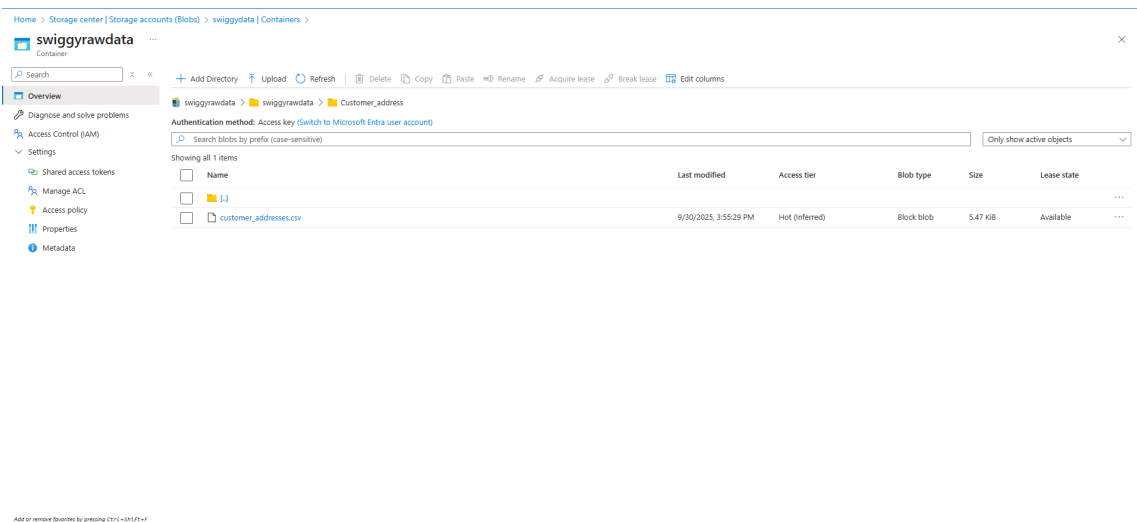 Home > Storage center | Storage accounts (Blobs) > swiggydata | Containers >
swiggyrawdata ...
Container
Search
Add Directory Upload Refresh Delete Copy Paste Rename Acquire lease Break lease Edit columns
Overview
Diagnose and solve problems
Access Control (IAM)
Settings
Shared access tokens
Manage ACL
Access policy
Properties
Metadata
swiggyrawdata > swiggyrawdata > Customer_address
Authentication method: Access key (Switch to Microsoft Entra user account)
Search blobs by prefix (case-sensitive)
Only show active objects
Showing all 1 items
Name Last modified Access tier Blob type Size Lease state
[..]
customer_addresses.csv 9/30/2025, 3:55:29 PM Hot (Inferred) Block blob 5.47 KiB Available
Add or remove favorites by pressing Ctrl+Shift+F